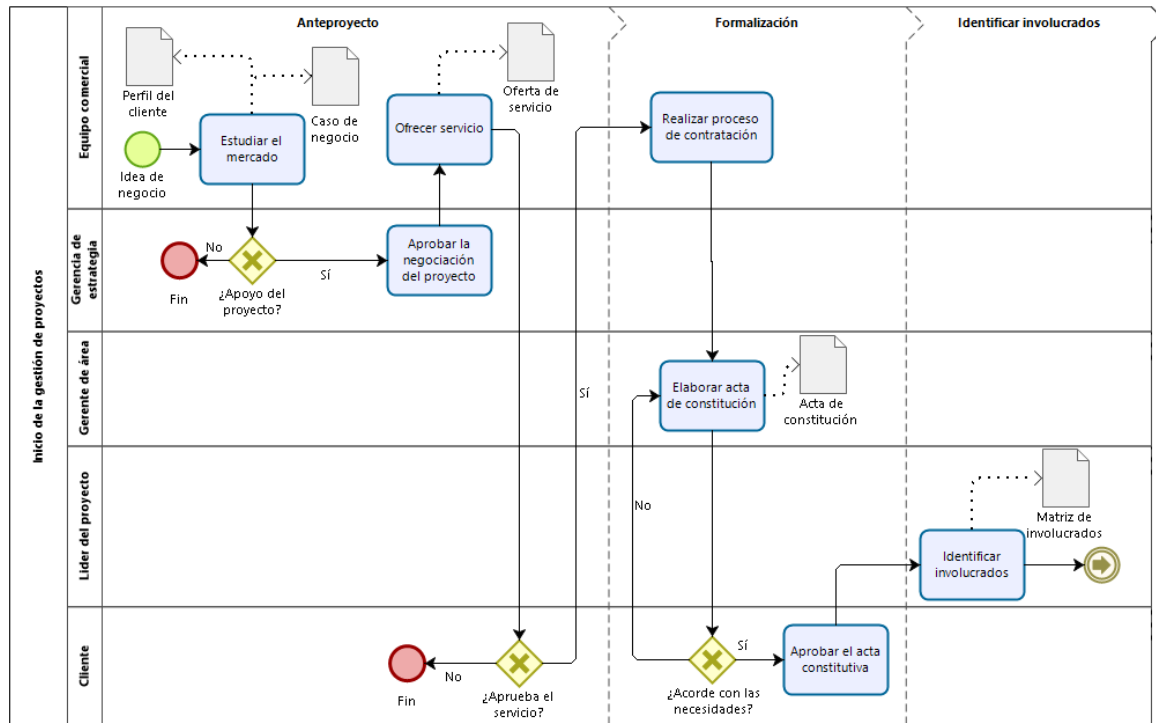 Inicio de la gestión de proyectos
Anteproyecto
Formalización
Identificar involucrados
Equipo comercial
Perfil del
cliente
Caso de
negocio
Oferta de
servicio
Idea de
negocio
Estudiar el
mercado
Ofrecer servicio
Realizar proceso
de contratación
Gerencia de
estrategia
No
Fin
¿Apoyo del
proyecto?
Sí
Aprobar la
negociación
del proyecto
Gerente de área
Sí
Elaborar acta
de constitución
Acta de
constitución
Lider del proyecto
No
Matriz de
involucrados
Identificar
involucrados
Cliente
Fin
No
¿Aprueba el
servicio?
¿Acorde con las
necesidades?
Sí
Aprobar el acta
constitutiva